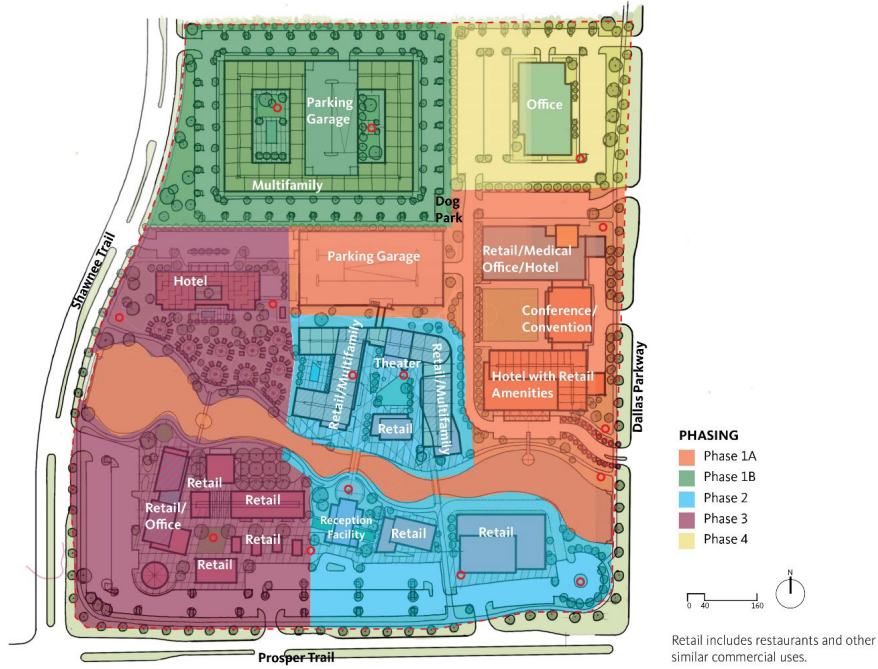 Parking
Garage
Office
Multifamily
Dog
Park
Shawnee Trail
Parking Garage
Retail/Medical
Office/Hotel
Hotel
Conference/
Convention
Retail/Multifamily
Theater
Retail/Multifamily
Hotel with Retail
Amenities
Dallas Parkway
Retail
PHASING
Phase 1A
Phase 1B
Phase 2
Phase 3
Phase 4
Retail
Retail
Retail/
Office
Reception
Facility
Retail
Retail
Retail
Retail
N
0 40 160
Retail includes restaurants and other
similar commercial uses.
Prosper Trail